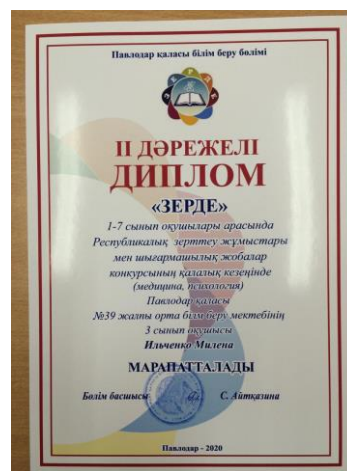 Павлодар қаласы білім беру бөлімі
ЗЕРДЕ
II ДӘРЕЖЕЛІ
ДИПЛОМ
«ЗЕРДЕ»
1-7 сынып оқушылары арасында
Республикалық зерттеу жұмыстары
мен шығармашылық жобалар
конкурсының қалалық кезеңінде
(медицина, психология)
Павлодар қаласы
№39 жалпы орта білім беру мектебінің
3 сынып оқушысы
Ильченко Милена
МАРАПАТТАЛАДЫ
Бөлім басшысы С. Айтқазина
Павлодар - 2020